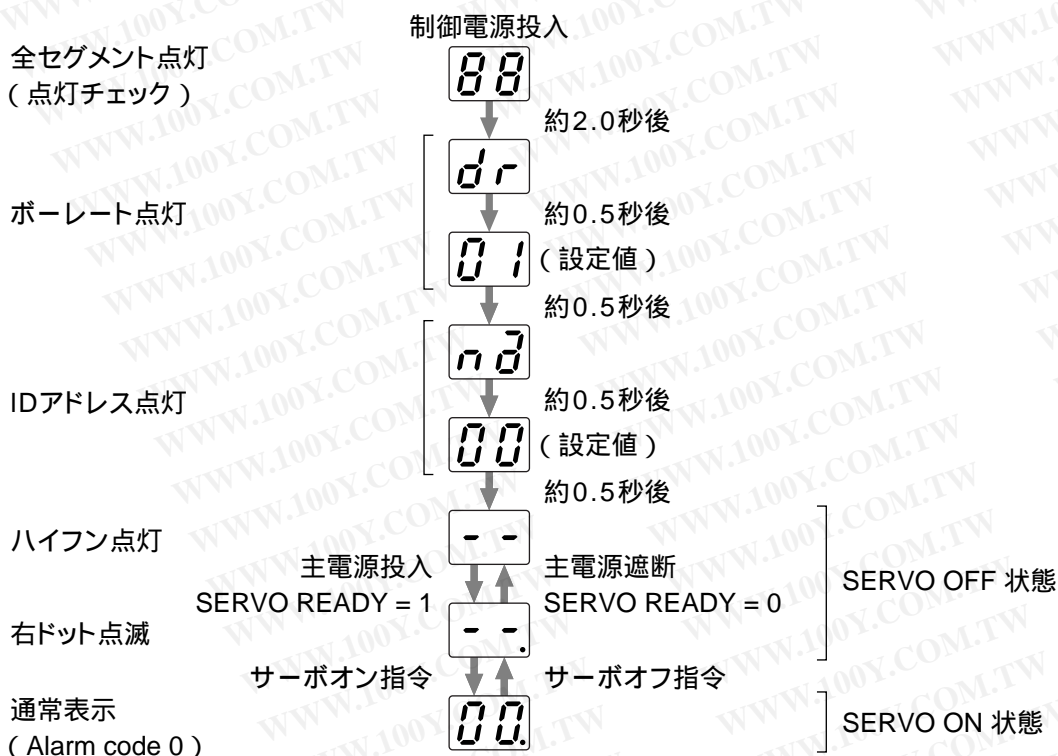 制御電源投入
全セグメント点灯
( 点灯チェック )
88
約2.0秒後
dr
ボーレート点灯
約0.5秒後
01
( 設定値 )
約0.5秒後
nd
IDアドレス点灯
約0.5秒後
00
( 設定値 )
約0.5秒後
ハイフン点灯
- -
主電源投入
SERVO READY = 1
主電源遮断
SERVO READY = 0
SERVO OFF 状態
右ドット点滅
- -.
サーボオン指令
サーボオフ指令
通常表示
( Alarm code 0 )
00.
SERVO ON 状態
WWW.100Y.COM.TW